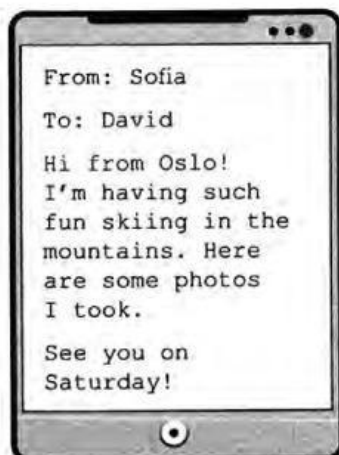 From: Sofia
To: David
Hi from Oslo!
I'm having such
fun skiing in the
mountains. Here
are some photos
I took.
See you on
Saturday!